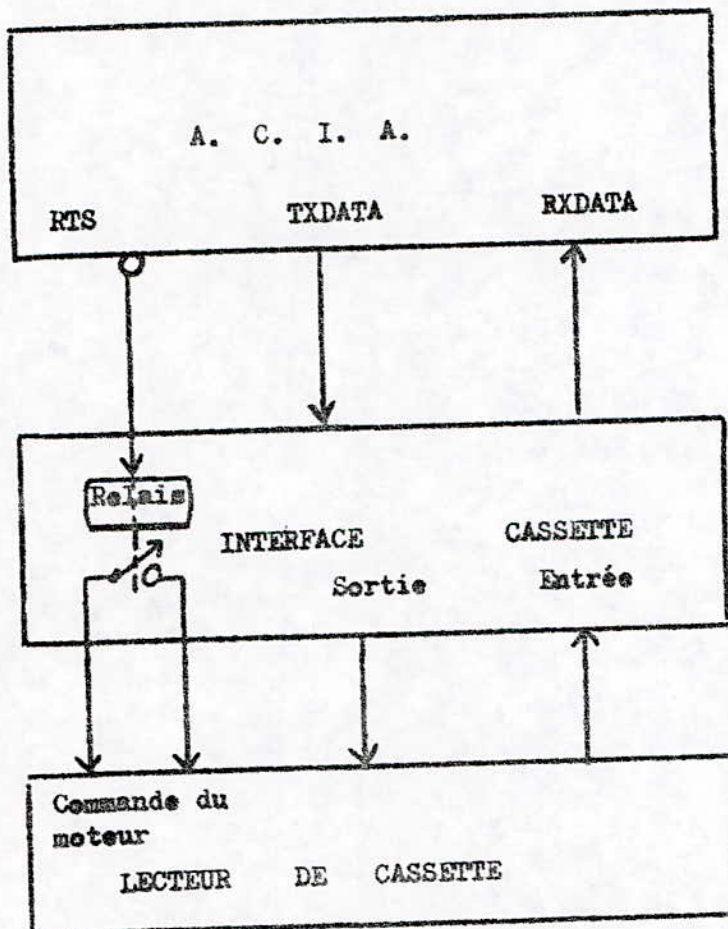 A. C. I. A.
RTS TXDATA RXDATA
Relais
INTERFACE CASSETTE
Sortie Entrée
Commande du
moteur
LECTEUR DE CASSETTE